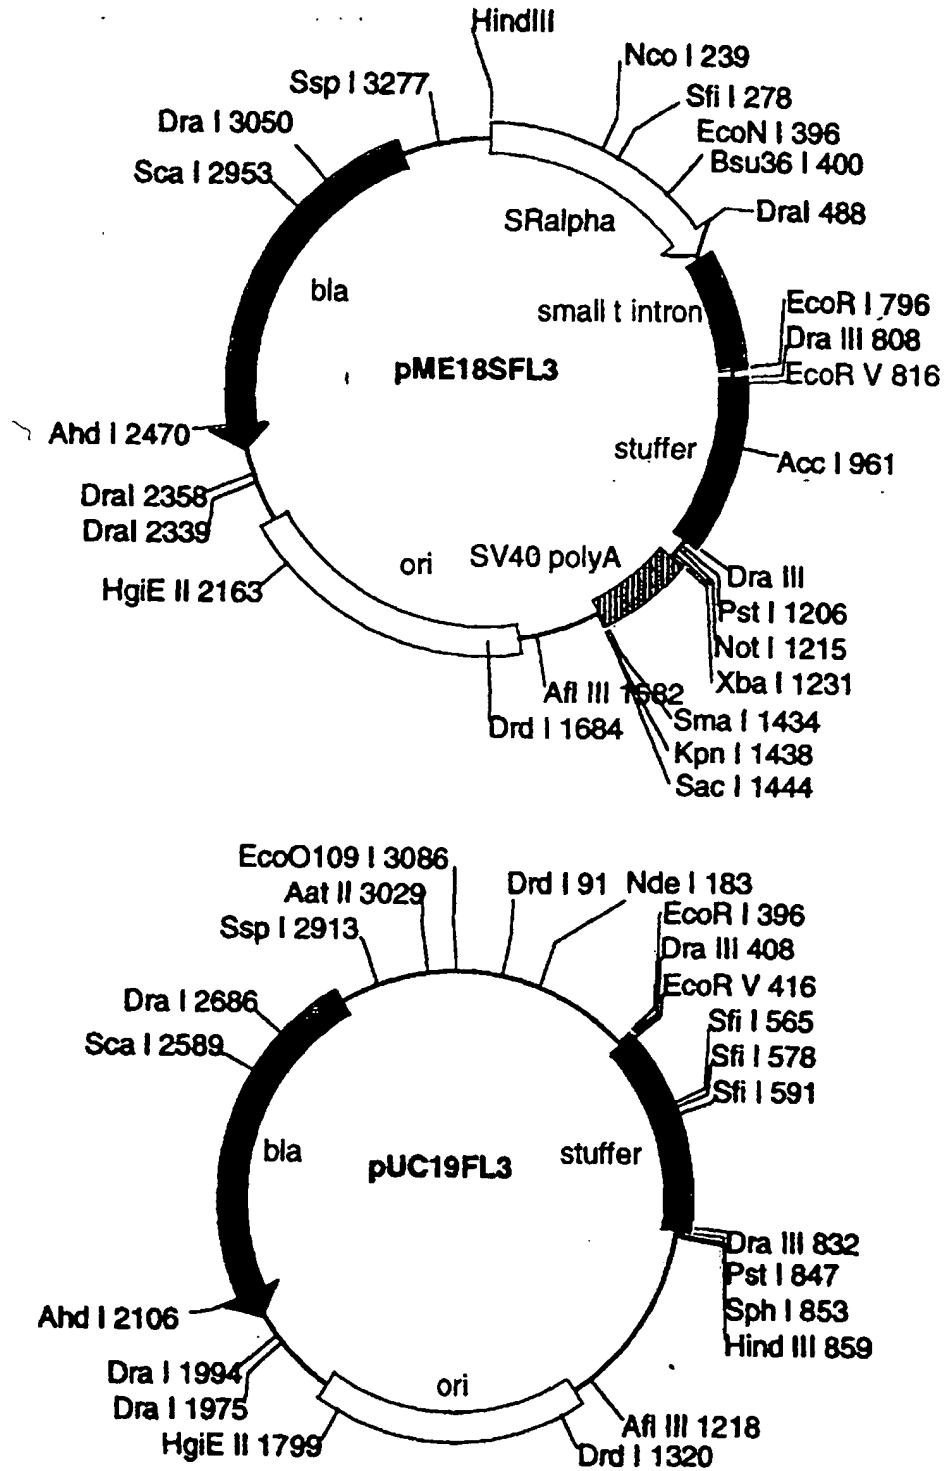 HindIII
Nco I 239
Ssp I 3277
Sfi I 278
Dra I 3050
EcoN I 396
Sca I 2953
Bsu36 I 400
SRalpha
DraI 488
bla
small t intron
EcoR I 796
Dra III 808
pME18SFL3
EcoR V 816
Ahd I 2470
stuffer
Acc I 961
DraI 2358
DraI 2339
ori
SV40 polyA
HgiE II 2163
Dra III
Pst I 1206
Not I 1215
Xba I 1231
Afl III 1682
Drd I 1684
Sma I 1434
Kpn I 1438
Sac I 1444
EcoO109 I 3086
Aat II 3029
Drd I 91
Nde I 183
Ssp I 2913
EcoR I 396
Dra III 408
Dra I 2686
EcoR V 416
Sca I 2589
Sfi I 565
Sfi I 578
Sfi I 591
bla
pUC19FL3
stuffer
Dra III 832
Pst I 847
Sph I 853
Hind III 859
Ahd I 2106
Dra I 1994
Dra I 1975
ori
HgiE II 1799
Afl III 1218
Drd I 1320